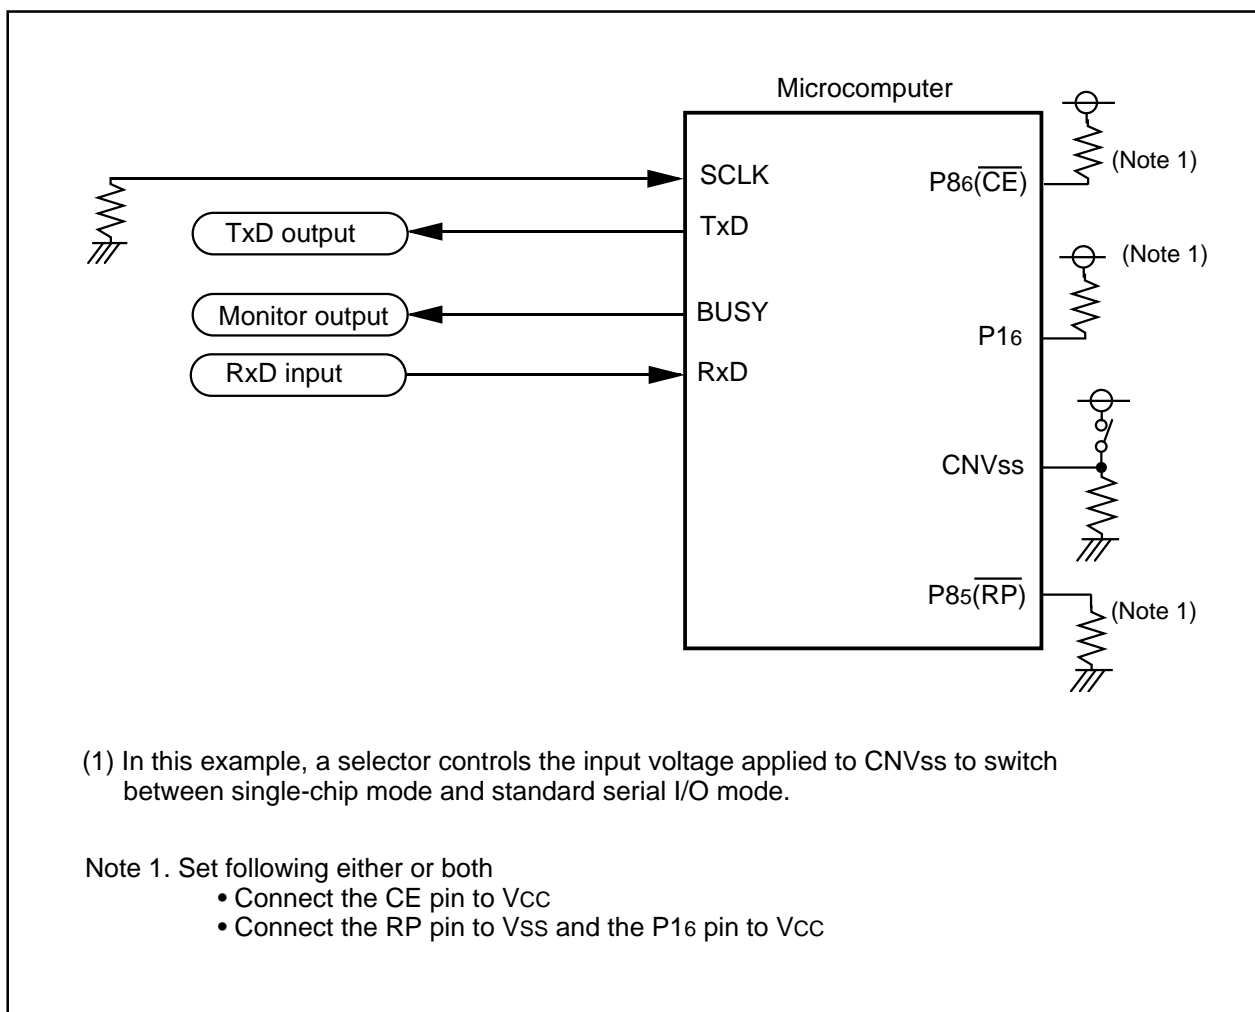 Microcomputer
SCLK
P86(CE)
(Note 1)
TxD output
TxD
(Note 1)
Monitor output
BUSY
P16
RxD input
RxD
CNVss
P85(RP)
(Note 1)
(1) In this example, a selector controls the input voltage applied to CNVss to switch
between single-chip mode and standard serial I/O mode.
Note 1. Set following either or both
• Connect the CE pin to VCC
• Connect the RP pin to VSS and the P16 pin to VCC